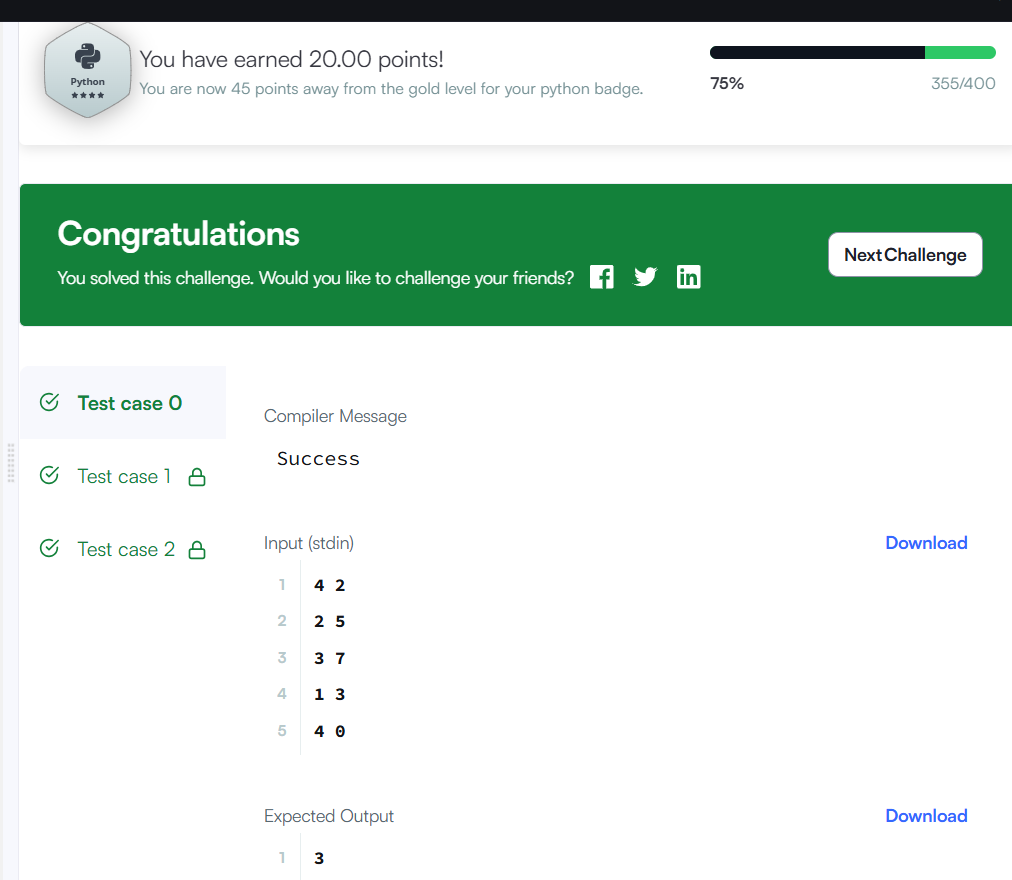 Python
You have earned 20.00 points!
You are now 45 points away from the gold level for your python badge.
75%
355/400
Congratulations
You solved this challenge. Would you like to challenge your friends?
Next Challenge
Test case 0
Test case 1
Test case 2
Compiler Message
Success
Input (stdin)
Download
1 4 2
2 2 5
3 3 7
4 1 3
5 4 0
Expected Output
Download
1 3